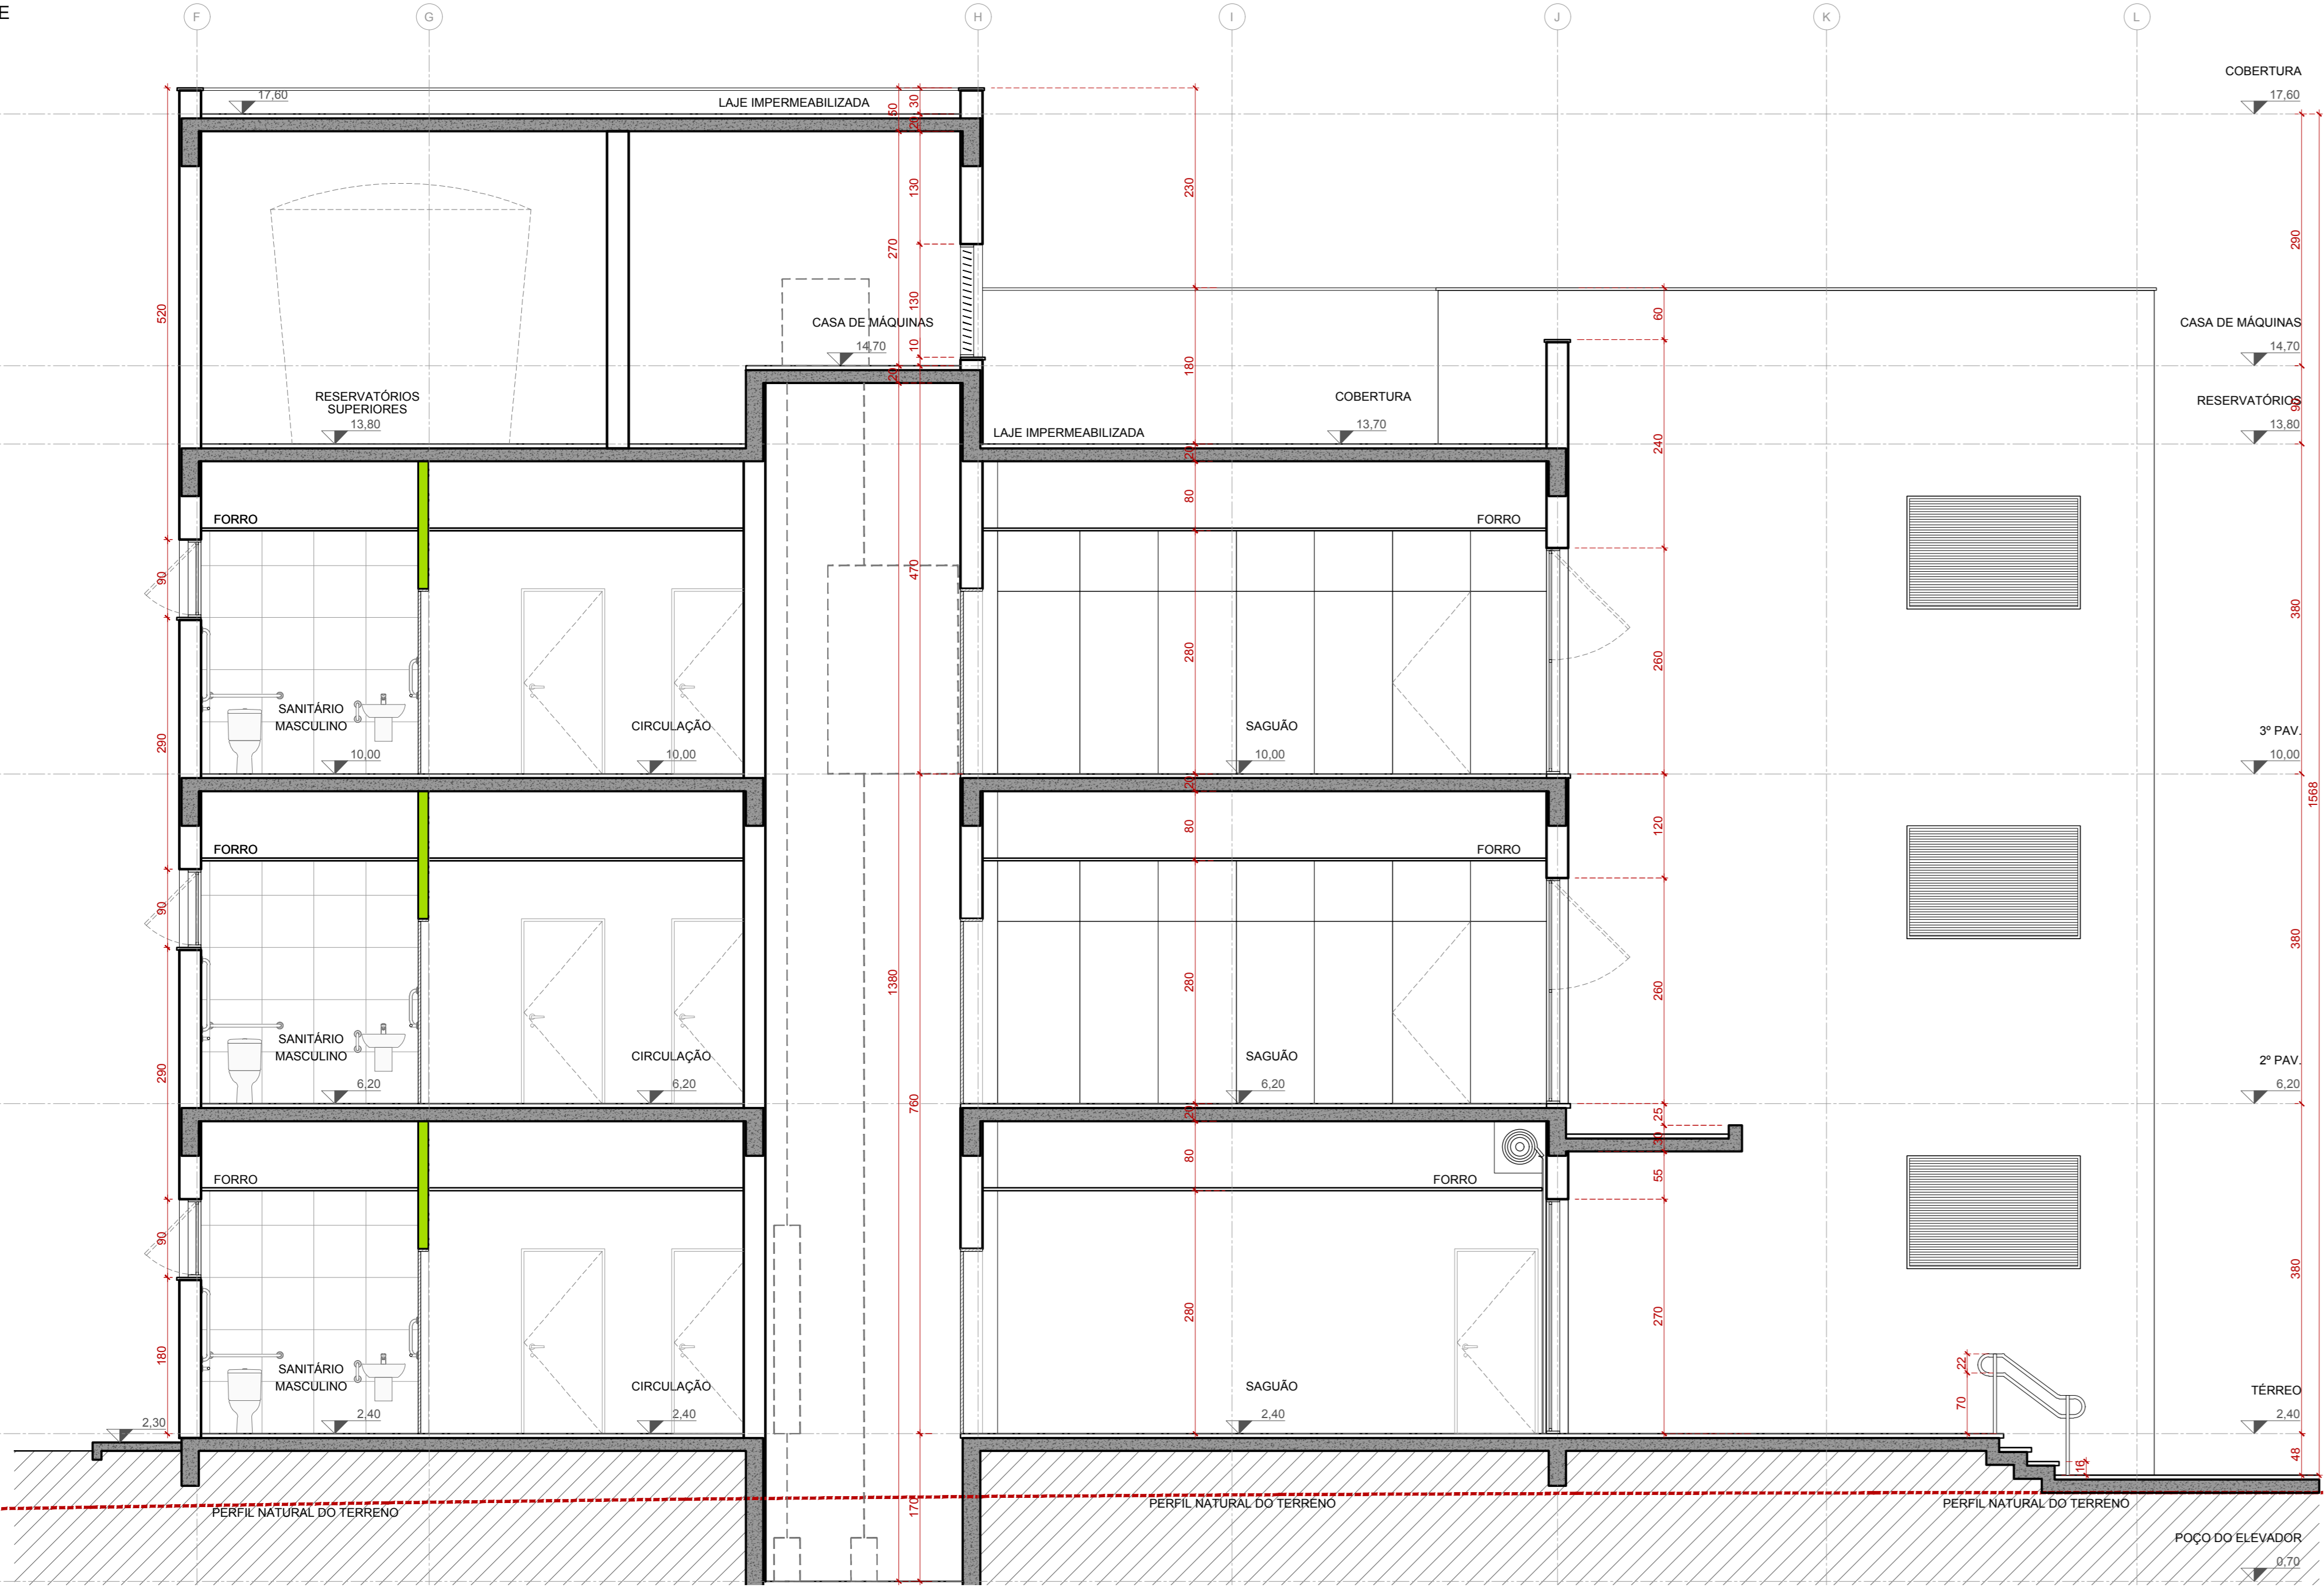 E
F
G
H
I
J
K
L
COBERTURA
17,60
17,60
LAJE IMPERMEABILIZADA
50
30
20
130
230
290
270
520
130
60
CASA DE MÁQUINAS
14,70
CASA DE MÁQUINAS
14,70
10
20
180
RESERVATÓRIOS
SUPERIORES
13,80
COBERTURA
13,70
LAJE IMPERMEABILIZADA
RESERVATÓRIOS
90
13,80
240
20
80
FORRO
FORRO
90
470
380
280
260
SANITÁRIO
MASCULINO
10,00
CIRCULAÇÃO
10,00
SAGUÃO
10,00
3º PAV.
10,00
290
20
1568
80
120
FORRO
FORRO
90
380
1380
280
260
SANITÁRIO
MASCULINO
6,20
CIRCULAÇÃO
6,20
SAGUÃO
6,20
2º PAV.
6,20
290
760
20
25
30
80
55
FORRO
FORRO
90
380
280
270
180
SANITÁRIO
MASCULINO
2,40
CIRCULAÇÃO
2,40
SAGUÃO
2,40
22
70
TÉRREO
2,40
2,30
48
16
170
PERFIL NATURAL DO TERRENO
PERFIL NATURAL DO TERRENO
PERFIL NATURAL DO TERRENO
POÇO DO ELEVADOR
0,70